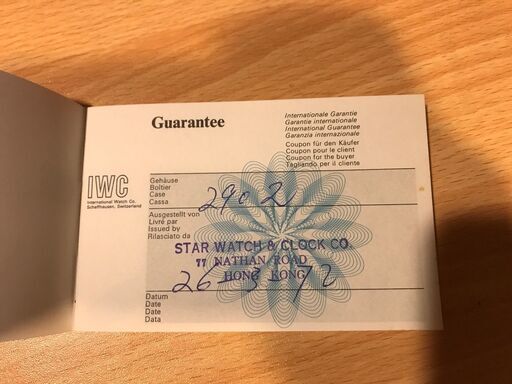 Guarantee
Internationale Garantie
Garantie internationale
International Guarantee
Garanzia internazionale
Coupon für den Käufer
Coupon pour le client
Coupon for the buyer
Tagliando per il cliente
IWC
International Watch Co.
Schaffhausen, Switzerland
Gehäuse
Boîtier
Case
Cassa
2902
Ausgestellt von
Livré par
Issued by
Rilasciato da
STAR WATCH & CLOCK CO.
77 NATHAN ROAD
HONG KONG
26-3-72
Datum
Date
Date
Data